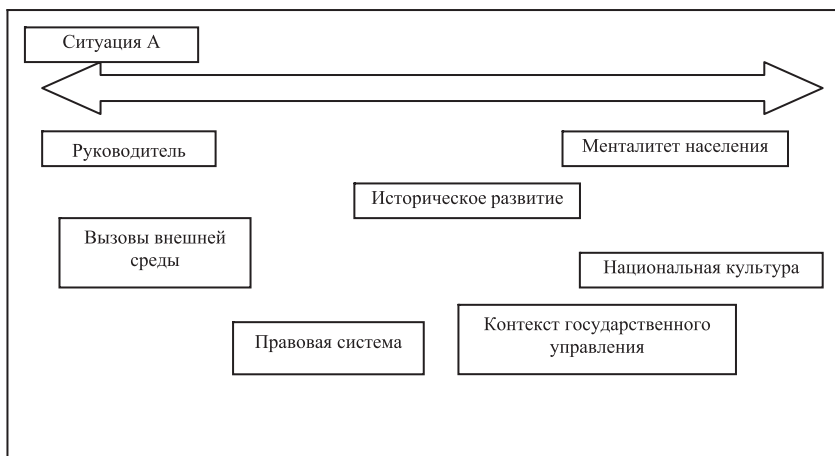 Ситуация А
Руководитель
Менталитет населения
Историческое развитие
Вызовы внешней
среды
Национальная культура
Контекст государственного
управления
Правовая система